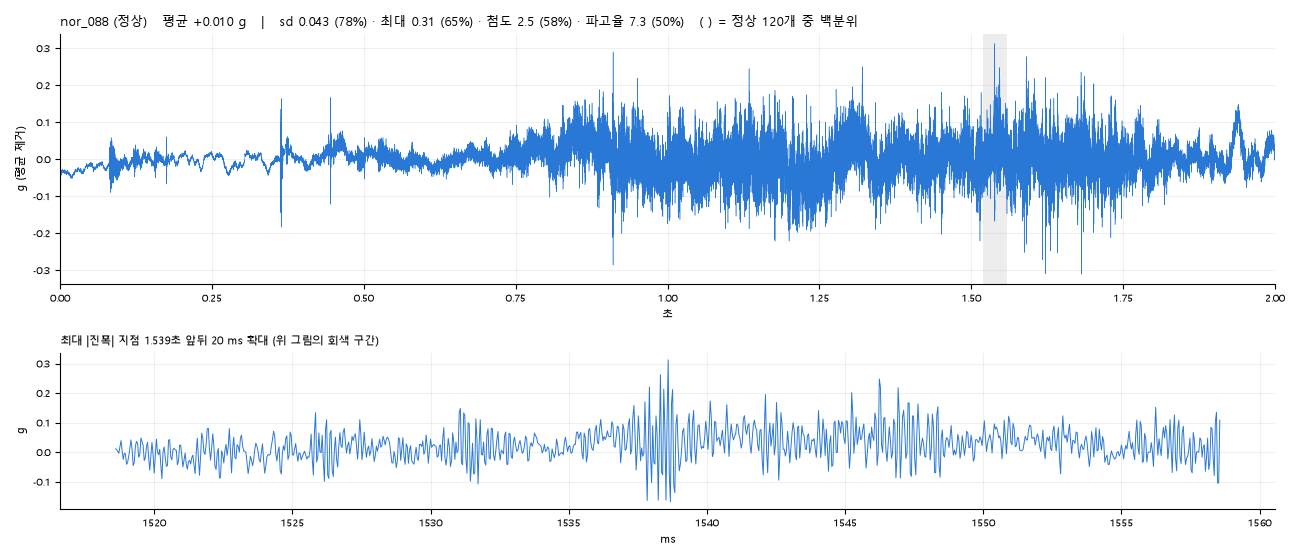 nor_088 (정상) 평균 +0.010 g | sd 0.043 (78%) · 최대 0.31 (65%) · 첨도 2.5 (58%) · 파고율 7.3 (50%) ( ) = 정상 120개 중 백분위
g (평균 제거)
0.3
0.2
0.1
0.0
-0.1
-0.2
-0.3
0.00 0.25 0.50 0.75 1.00 1.25 1.50 1.75 2.00
초
최대 |진폭| 지점 1.539초 앞뒤 20 ms 확대 (위 그림의 회색 구간)
g
0.3
0.2
0.1
0.0
-0.1
1520 1525 1530 1535 1540 1545 1550 1555 1560
ms